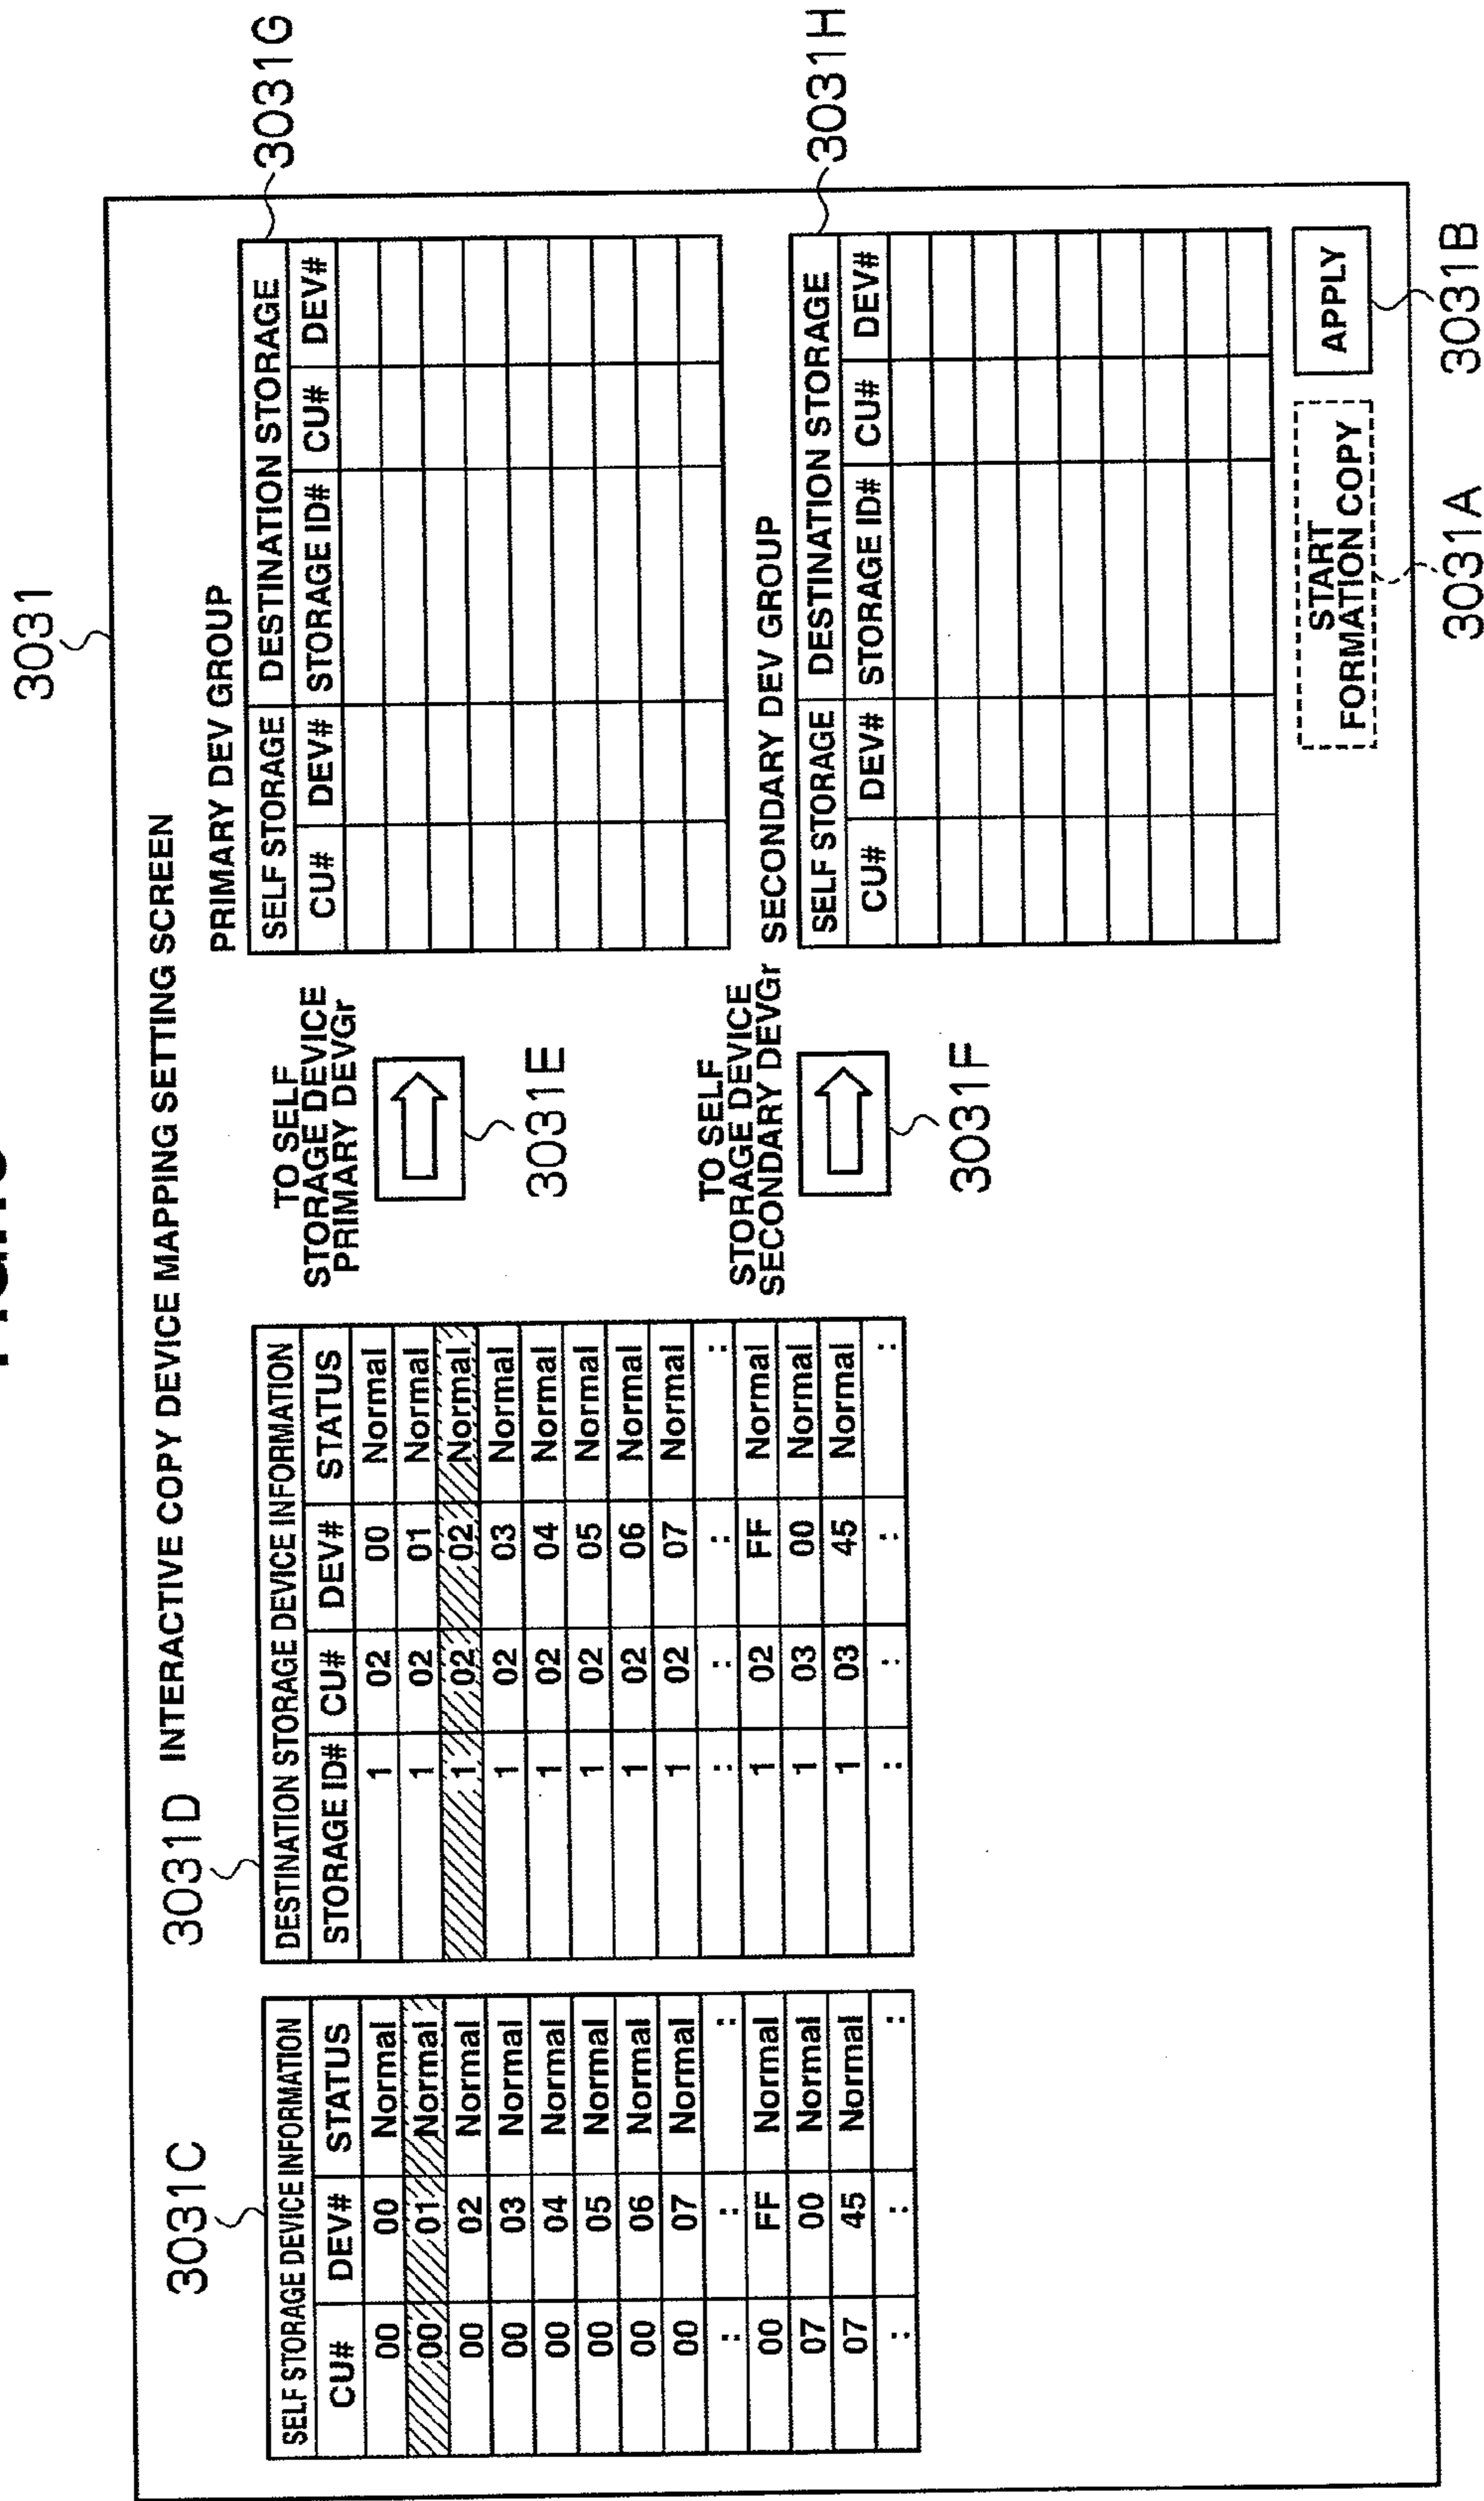 3031
INTERACTIVE COPY DEVICE MAPPING SETTING SCREEN
3031C
SELF STORAGE DEVICE INFORMATION
CU# DEV# STATUS
00 00 Normal
00 01 Normal
00 02 Normal
00 03 Normal
00 04 Normal
00 05 Normal
00 06 Normal
00 07 Normal
: : :
00 FF Normal
07 00 Normal
07 45 Normal
: : :
3031D
DESTINATION STORAGE DEVICE INFORMATION
STORAGE ID# CU# DEV# STATUS
1 02 00 Normal
1 02 01 Normal
1 02 02 Normal
1 02 03 Normal
1 02 04 Normal
1 02 05 Normal
1 02 06 Normal
1 02 07 Normal
: : : :
1 02 FF Normal
1 03 00 Normal
1 03 45 Normal
: : : :
TO SELF
STORAGE DEVICE
PRIMARY DEVGr
3031E
TO SELF
STORAGE DEVICE
SECONDARY DEVGr
3031F
PRIMARY DEV GROUP
3031G
SELF STORAGE DESTINATION STORAGE
CU# DEV# STORAGE ID# CU# DEV#
SECONDARY DEV GROUP
3031H
SELF STORAGE DESTINATION STORAGE
CU# DEV# STORAGE ID# CU# DEV#
START
FORMATION COPY
APPLY
3031A
3031B